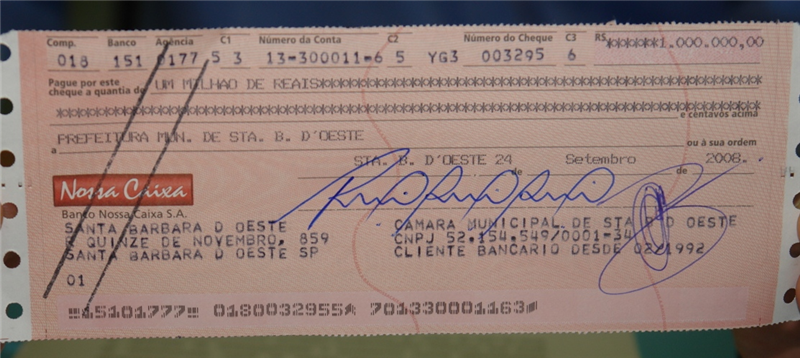 Comp. Banco Agência C1 Número da Conta C2 Número do Cheque C3 R$ ******1.000.000,00
018 151 0177 5 3 13-300011-6 5 YG3 003295 6
Pague por este
cheque a quantia de UM MILHAO DE REAIS
e centavos acima
a PREFEITURA MUN. DE STA. B. D'OESTE ou à sua ordem
STA. B. D'OESTE 24 de Setembro de 2008.
Nossa Caixa
Banco Nossa Caixa S.A.
SANTA BARBARA D OESTE CAMARA MUNICIPAL DE STA B D OESTE
R QUINZE DE NOVEMBRO, 859 CNPJ 52.154.549/0001-34
SANTA BARBARA D OESTE SP CLIENTE BANCARIO DESDE 02/1992
01
15101777 0180032955 701330001163